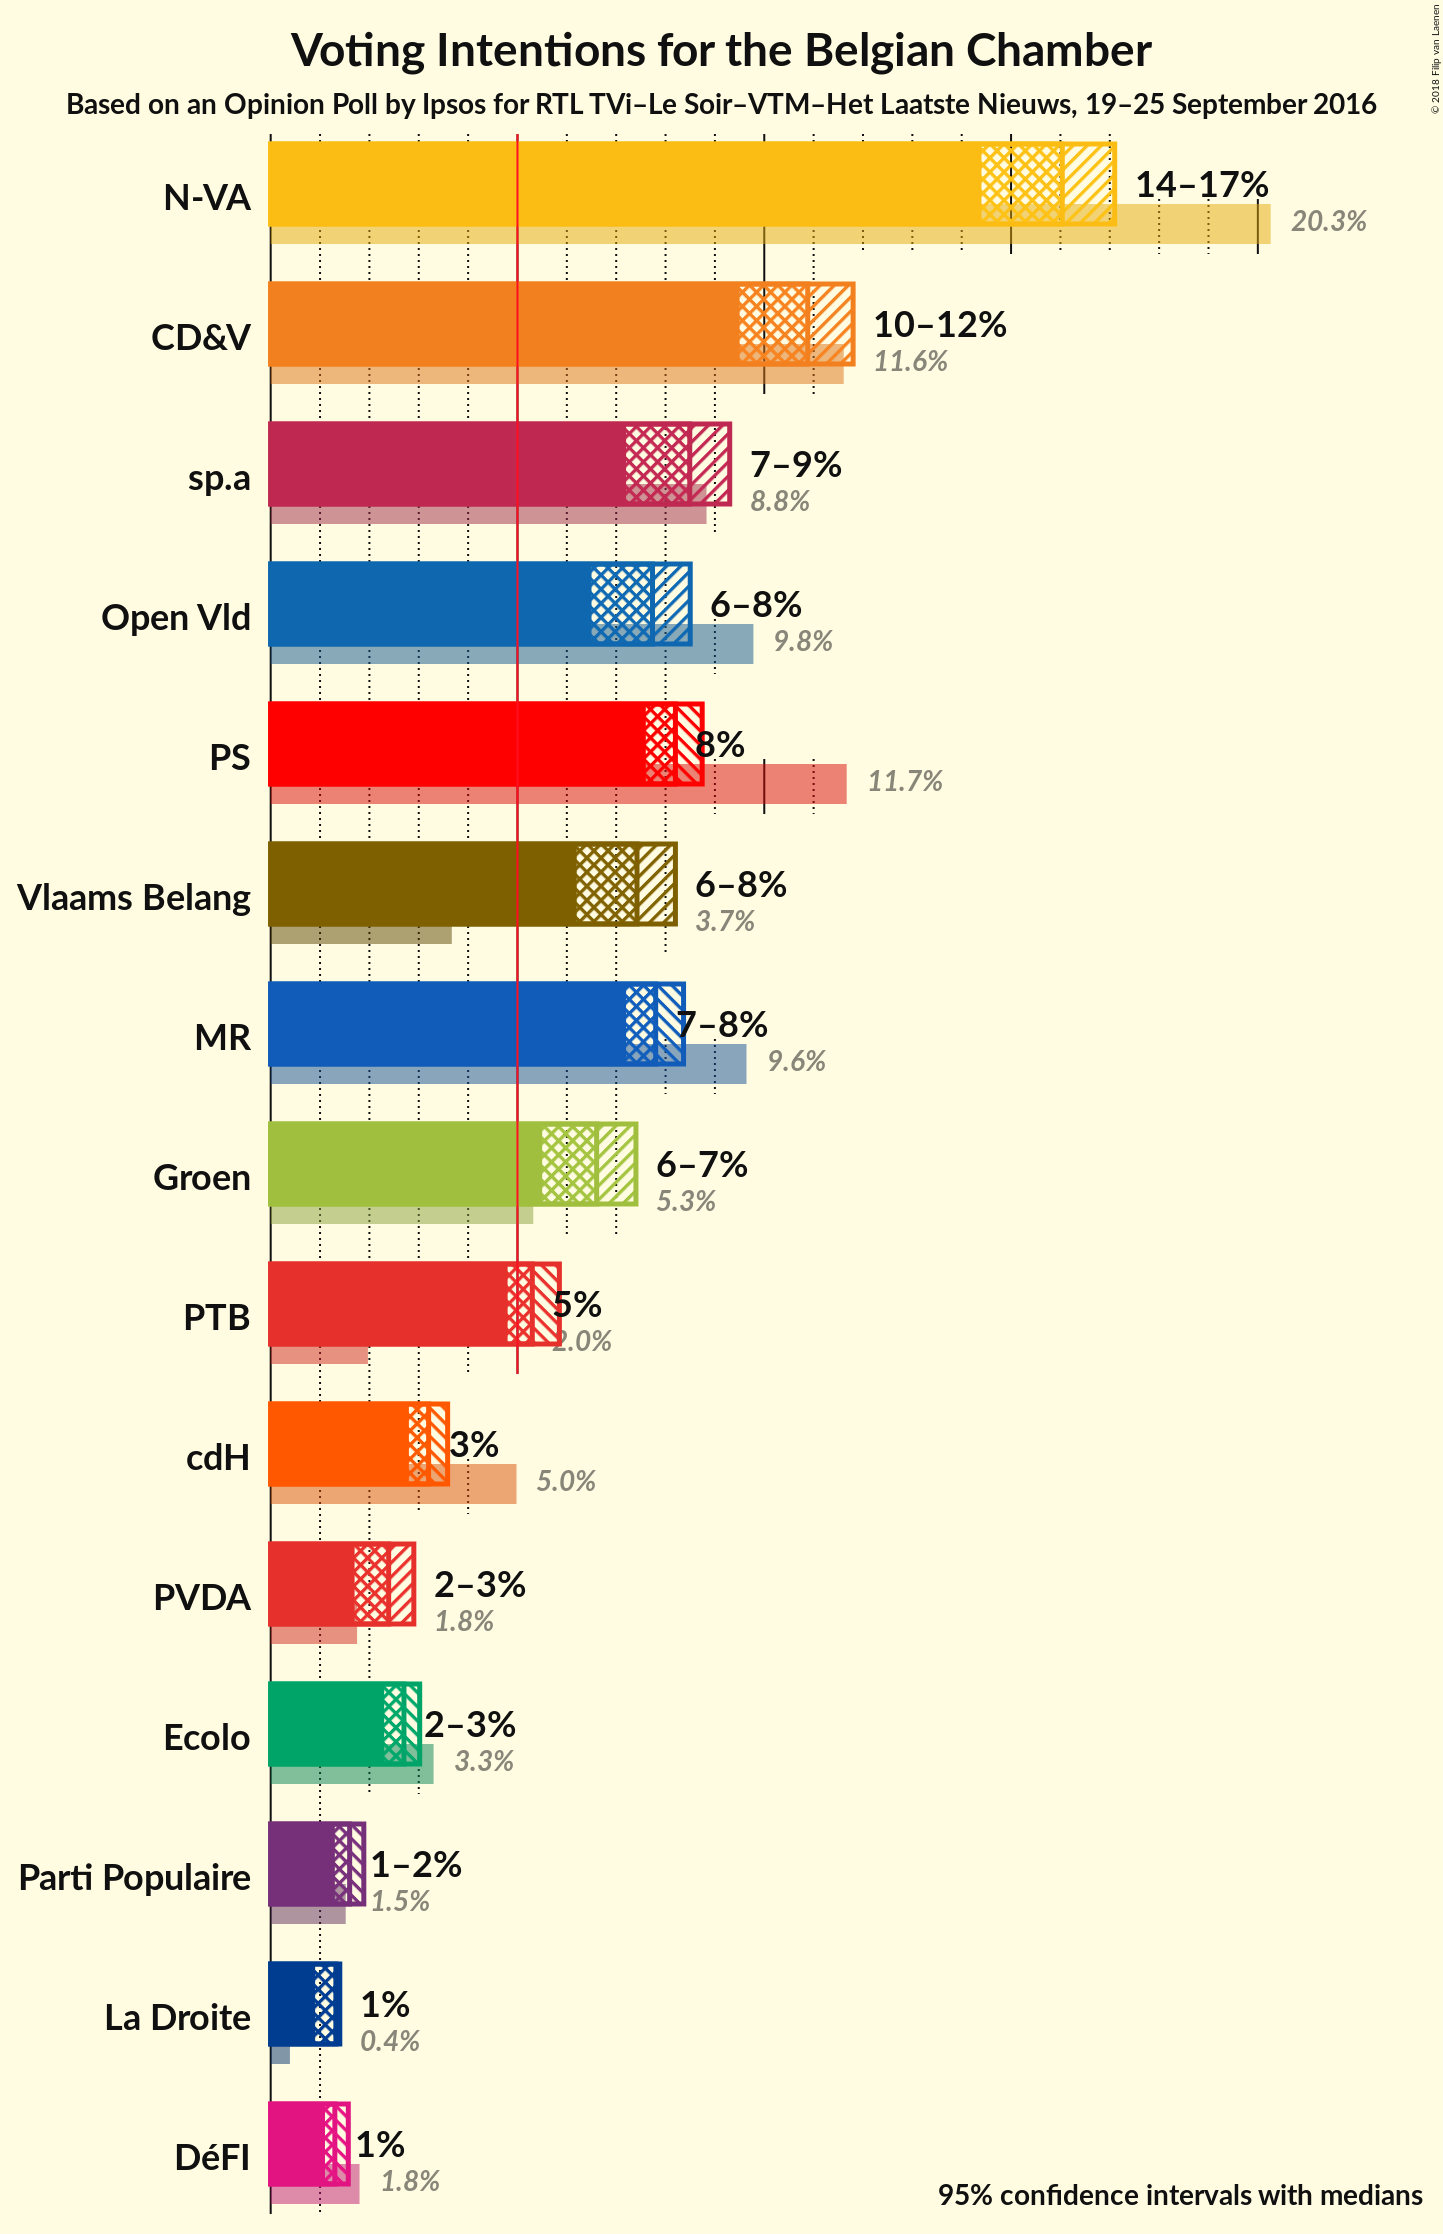 Voting Intentions for the Belgian Chamber
Based on an Opinion Poll by Ipsos for RTL TVi–Le Soir–VTM–Het Laatste Nieuws, 19–25 September 2016
© 2018 Filip van Laenen
N-VA
14–17%
20.3%
CD&V
10–12%
11.6%
sp.a
7–9%
8.8%
Open Vld
6–8%
9.8%
PS
8%
11.7%
Vlaams Belang
6–8%
3.7%
MR
7–8%
9.6%
Groen
6–7%
5.3%
PTB
5%
2.0%
cdH
3%
5.0%
PVDA
2–3%
1.8%
Ecolo
2–3%
3.3%
Parti Populaire
1–2%
1.5%
La Droite
1%
0.4%
DéFI
1%
1.8%
95% confidence intervals with medians